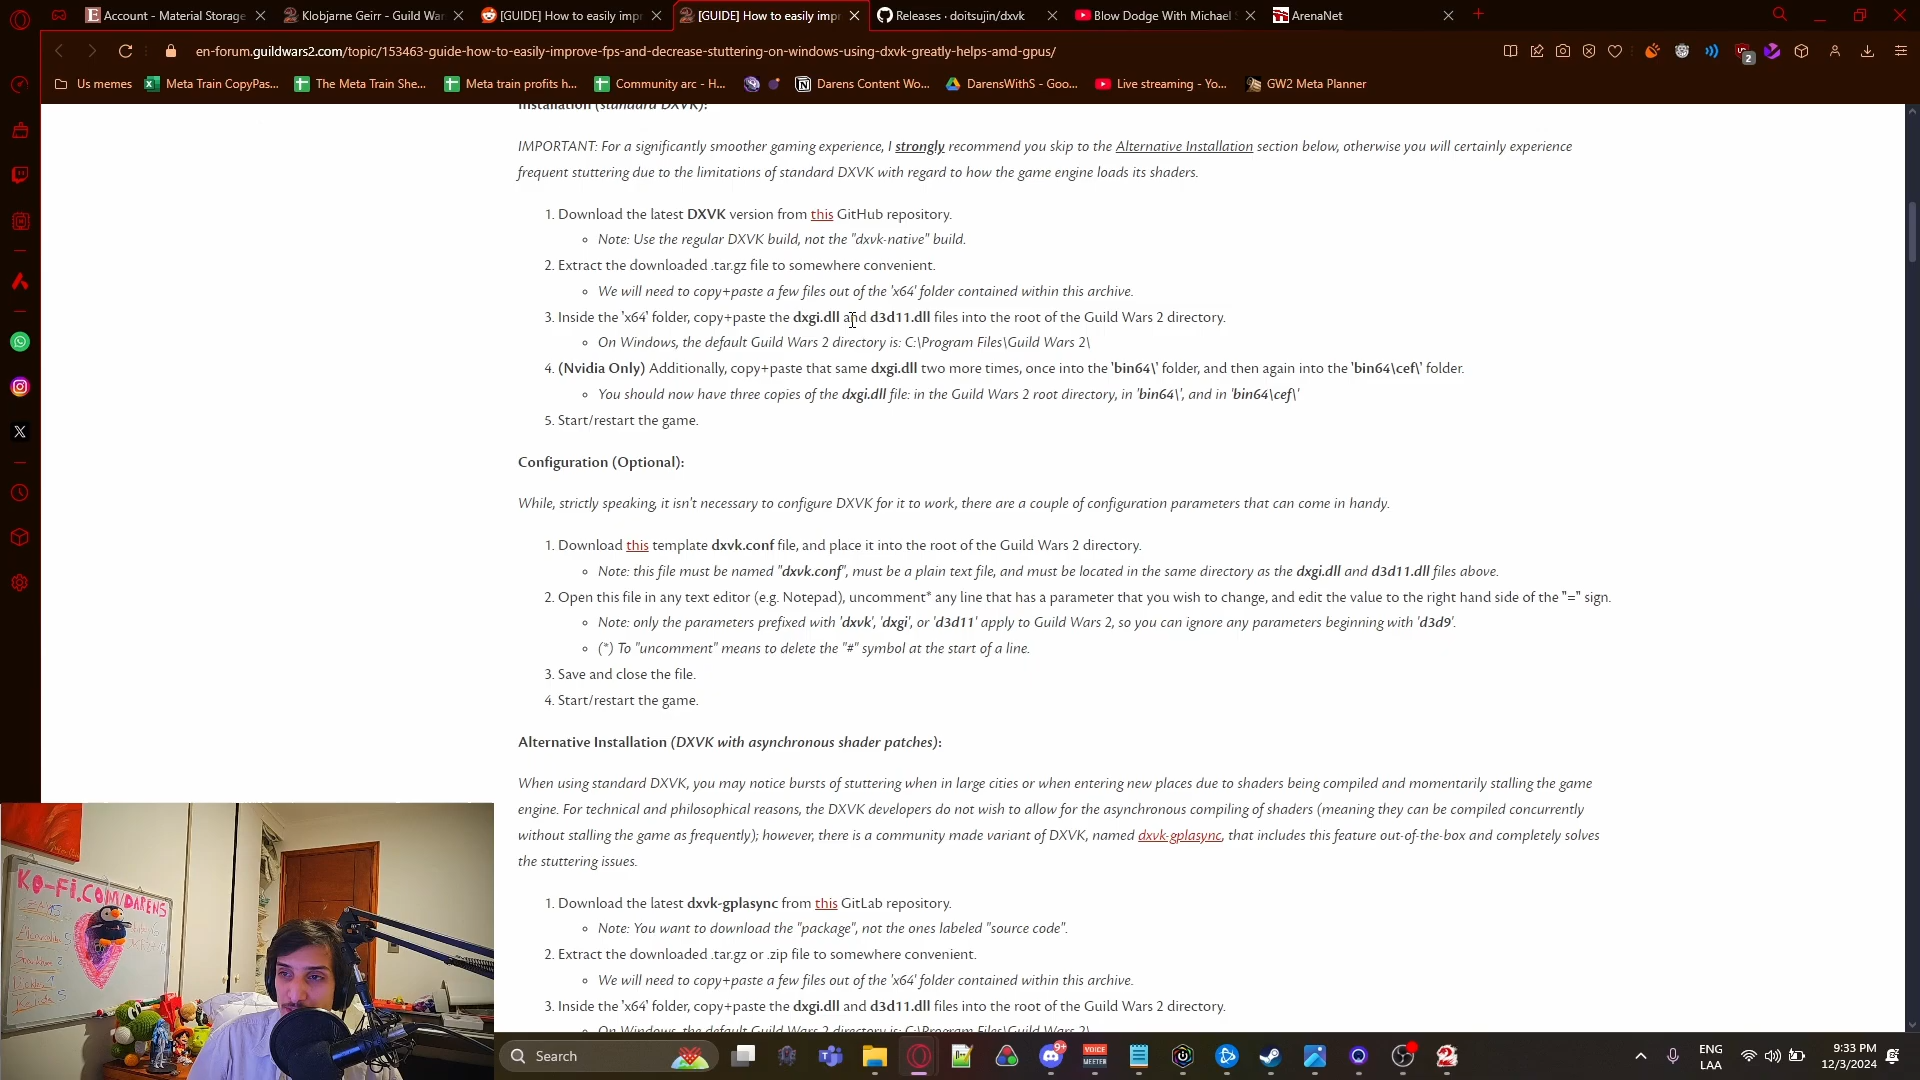 Account - Material Storage
Klobjarne Geirr - Guild War
[GUIDE] How to easily imp
[GUIDE] How to easily imp
Releases · doitsujin/dxvk
Blow Dodge With Michael S
ArenaNet
en-forum.guildwars2.com/topic/153463-guide-how-to-easily-improve-fps-and-decrease-stuttering-on-windows-using-dxvk-greatly-helps-amd-gpus/
2
Us memes
Meta Train CopyPas...
The Meta Train She...
Meta train profits h...
Community arc - H...
Darens Content Wo...
DarensWithS - Goo...
Live streaming - Yo...
GW2 Meta Planner
Installation (standard DXVK):
IMPORTANT: For a significantly smoother gaming experience, I strongly recommend you skip to the Alternative Installation section below, otherwise you will certainly experience
frequent stuttering due to the limitations of standard DXVK with regard to how the game engine loads its shaders.
1. Download the latest DXVK version from this GitHub repository.
Note: Use the regular DXVK build, not the "dxvk-native" build.
2. Extract the downloaded .tar.gz file to somewhere convenient.
We will need to copy+paste a few files out of the 'x64' folder contained within this archive.
3. Inside the 'x64' folder, copy+paste the dxgi.dll and d3d11.dll files into the root of the Guild Wars 2 directory.
On Windows, the default Guild Wars 2 directory is: C:\Program Files\Guild Wars 2\
4. (Nvidia Only) Additionally, copy+paste that same dxgi.dll two more times, once into the 'bin64\' folder, and then again into the 'bin64\cef\' folder.
You should now have three copies of the dxgi.dll file: in the Guild Wars 2 root directory, in 'bin64\', and in 'bin64\cef\'
5. Start/restart the game.
Configuration (Optional):
While, strictly speaking, it isn't necessary to configure DXVK for it to work, there are a couple of configuration parameters that can come in handy.
1. Download this template dxvk.conf file, and place it into the root of the Guild Wars 2 directory.
Note: this file must be named "dxvk.conf", must be a plain text file, and must be located in the same directory as the dxgi.dll and d3d11.dll files above.
2. Open this file in any text editor (e.g. Notepad), uncomment* any line that has a parameter that you wish to change, and edit the value to the right hand side of the "=" sign.
Note: only the parameters prefixed with 'dxvk', 'dxgi', or 'd3d11' apply to Guild Wars 2, so you can ignore any parameters beginning with 'd3d9'.
(*) To "uncomment" means to delete the "#" symbol at the start of a line.
3. Save and close the file.
4. Start/restart the game.
Alternative Installation (DXVK with asynchronous shader patches):
When using standard DXVK, you may notice bursts of stuttering when in large cities or when entering new places due to shaders being compiled and momentarily stalling the game
engine. For technical and philosophical reasons, the DXVK developers do not wish to allow for the asynchronous compiling of shaders (meaning they can be compiled concurrently
without stalling the game as frequently); however, there is a community made variant of DXVK, named dxvk-gplasync, that includes this feature out-of-the-box and completely solves
the stuttering issues.
1. Download the latest dxvk-gplasync from this GitLab repository.
Note: You want to download the "package", not the ones labeled "source code".
2. Extract the downloaded .tar.gz or .zip file to somewhere convenient.
We will need to copy+paste a few files out of the 'x64' folder contained within this archive.
3. Inside the 'x64' folder, copy+paste the dxgi.dll and d3d11.dll files into the root of the Guild Wars 2 directory.
On Windows, the default Guild Wars 2 directory is: C:\Program Files\Guild Wars 2\
KO-FI.COM/DARENS
Search
9+
VOICE
MEETER
ENG
LAA
9:33 PM
12/3/2024